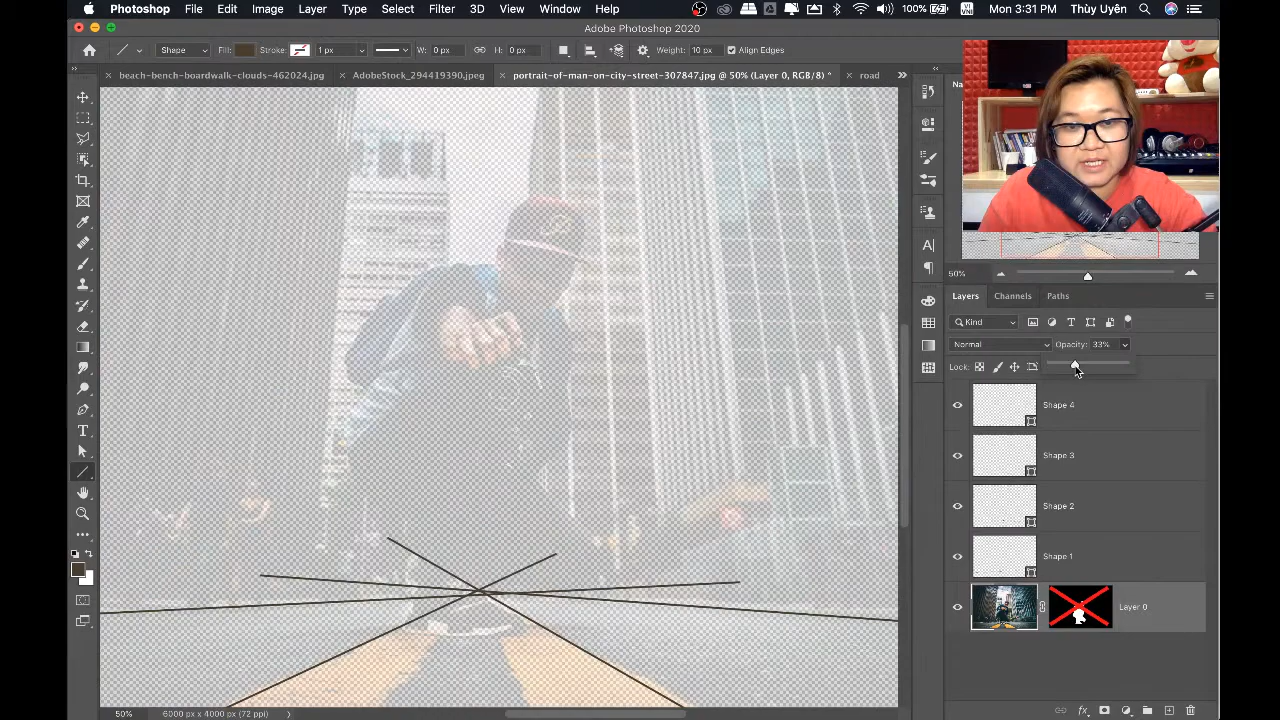 Photoshop File Edit Image Layer Type Select Filter 3D View Window Help 100% VI VNI Mon 3:31 PM Thùy Uyên
Adobe Photoshop 2020
Shape Fill: Stroke: 1 px W: 0 px H: 0 px Weight: 10 px Align Edges
beach-bench-boardwalk-clouds-462024.jpg AdobeStock_294419390.jpeg portrait-of-man-on-city-street-307847.jpg @ 50% (Layer 0, RGB/8) * road
Na
50%
Layers Channels Paths
Kind
Normal Opacity: 33%
Lock:
Shape 4
Shape 3
Shape 2
Shape 1
Layer 0
50% 6000 px x 4000 px (72 ppi)